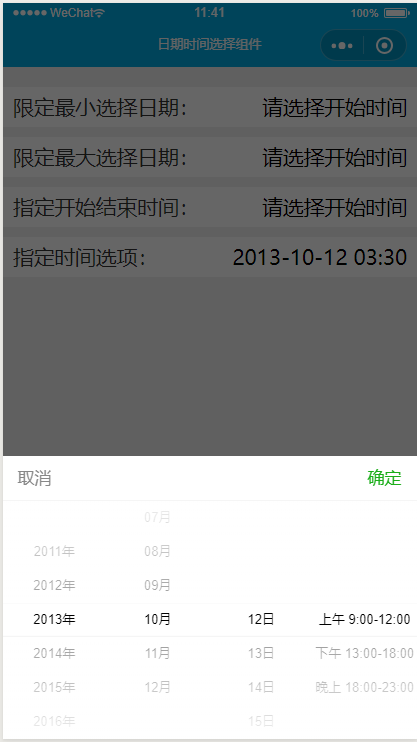 WeChat 11:41 100%
日期时间选择组件
限定最小选择日期： 请选择开始时间
限定最大选择日期： 请选择开始时间
指定开始结束时间： 请选择开始时间
指定时间选项： 2013-10-12 03:30
取消 确定
07月
2011年 08月
2012年 09月
2013年 10月 12日 上午 9:00-12:00
2014年 11月 13日 下午 13:00-18:00
2015年 12月 14日 晚上 18:00-23:00
2016年 15日